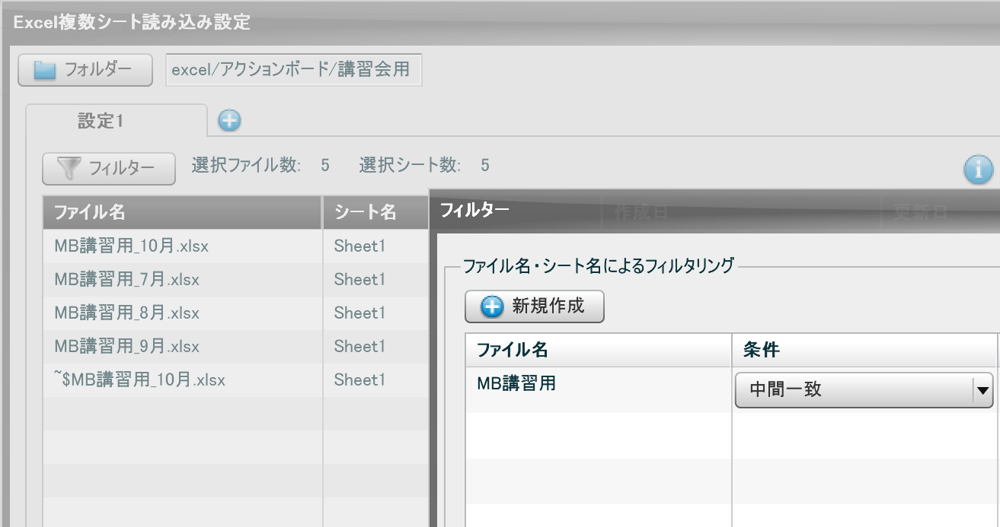 Excel複数シート読み込み設定
フォルダー excel/アクションボード/講習会用
設定1
フィルター 選択ファイル数: 5 選択シート数: 5
ファイル名 シート名
フィルター 作成日 更新日
MB講習用_10月.xlsx Sheet1
MB講習用_7月.xlsx Sheet1
MB講習用_8月.xlsx Sheet1
MB講習用_9月.xlsx Sheet1
~$MB講習用_10月.xlsx Sheet1
ファイル名・シート名によるフィルタリング
新規作成
ファイル名 条件
MB講習用 中間一致